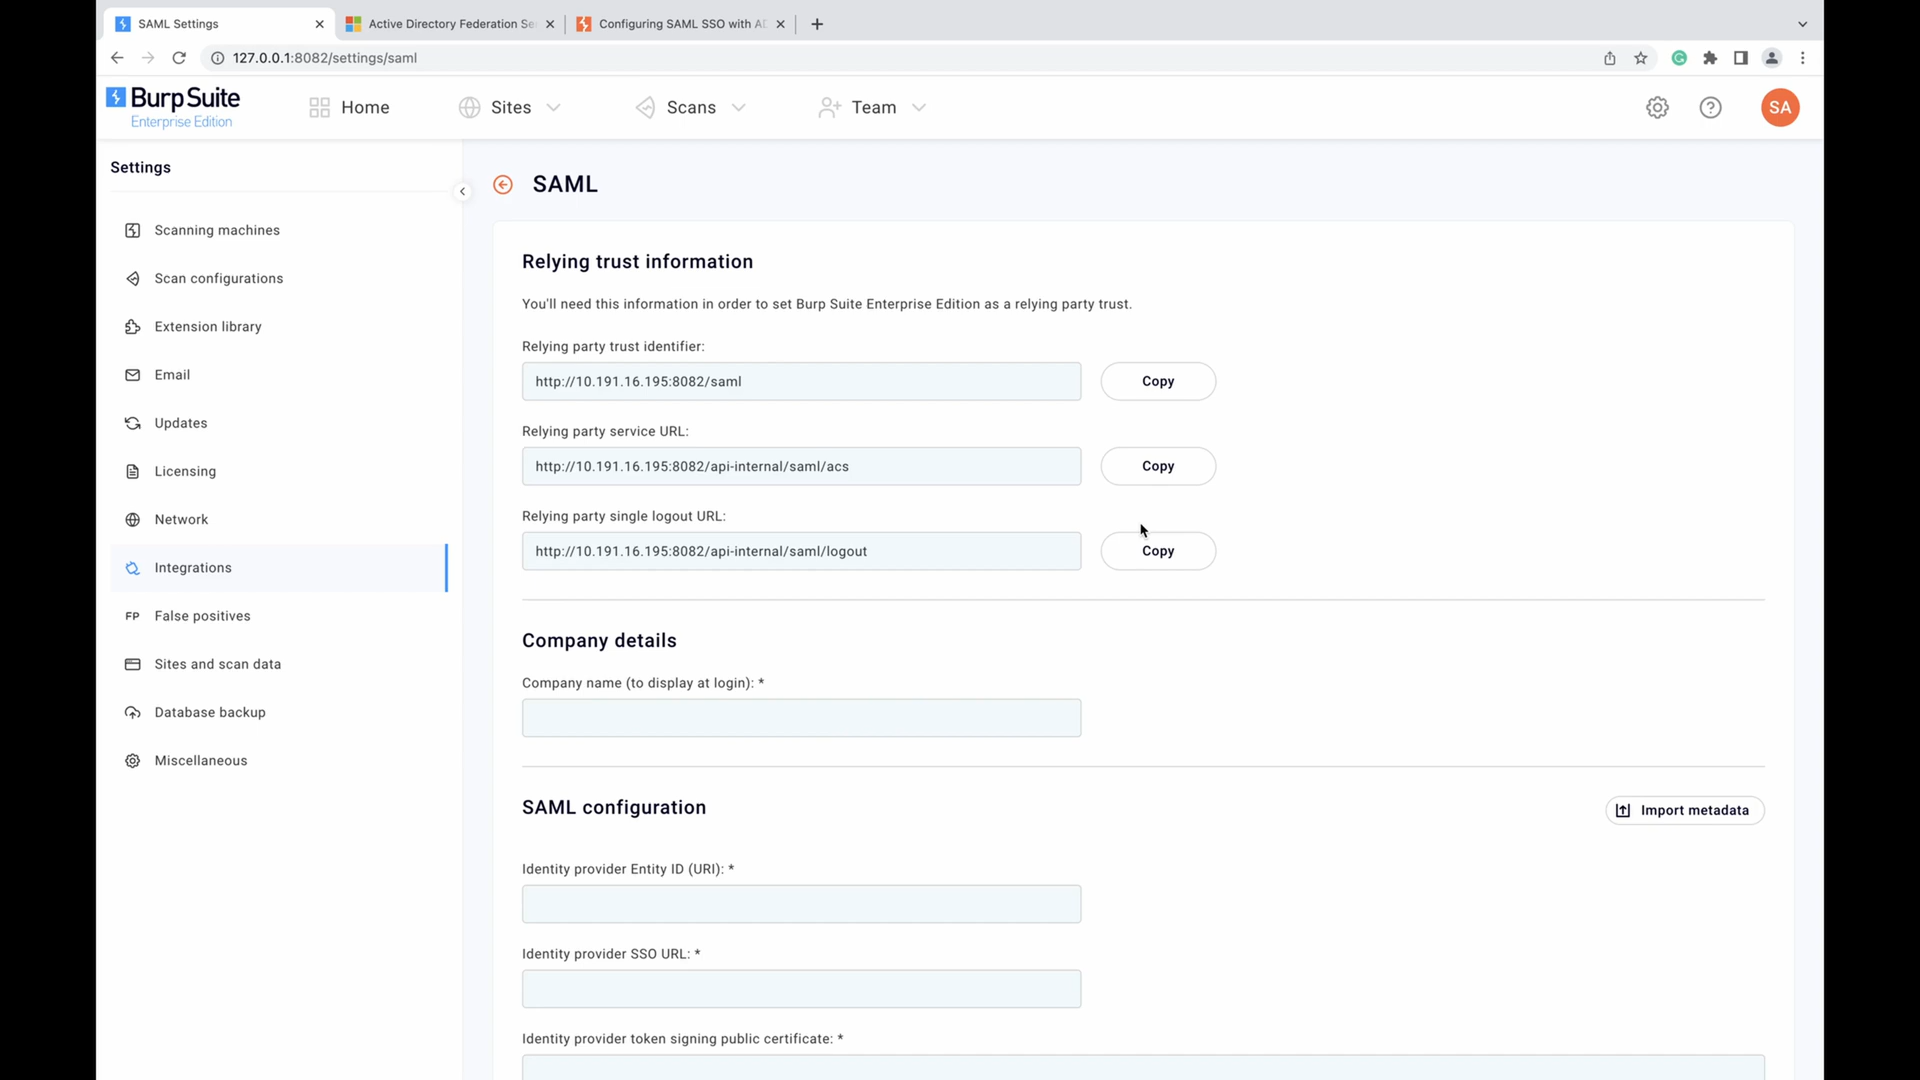 SAML Settings
Active Directory Federation Se
Configuring SAML SSO with AD
127.0.0.1:8082/settings/saml
BurpSuite
Enterprise Edition
Home
Sites
Scans
Team
SA
Settings
Scanning machines
Scan configurations
Extension library
Email
Updates
Licensing
Network
Integrations
FP False positives
Sites and scan data
Database backup
Miscellaneous
SAML
Relying trust information
You'll need this information in order to set Burp Suite Enterprise Edition as a relying party trust.
Relying party trust identifier:
http://10.191.16.195:8082/saml
Copy
Relying party service URL:
http://10.191.16.195:8082/api-internal/saml/acs
Copy
Relying party single logout URL:
http://10.191.16.195:8082/api-internal/saml/logout
Copy
Company details
Company name (to display at login): *
SAML configuration
Import metadata
Identity provider Entity ID (URI): *
Identity provider SSO URL: *
Identity provider token signing public certificate: *